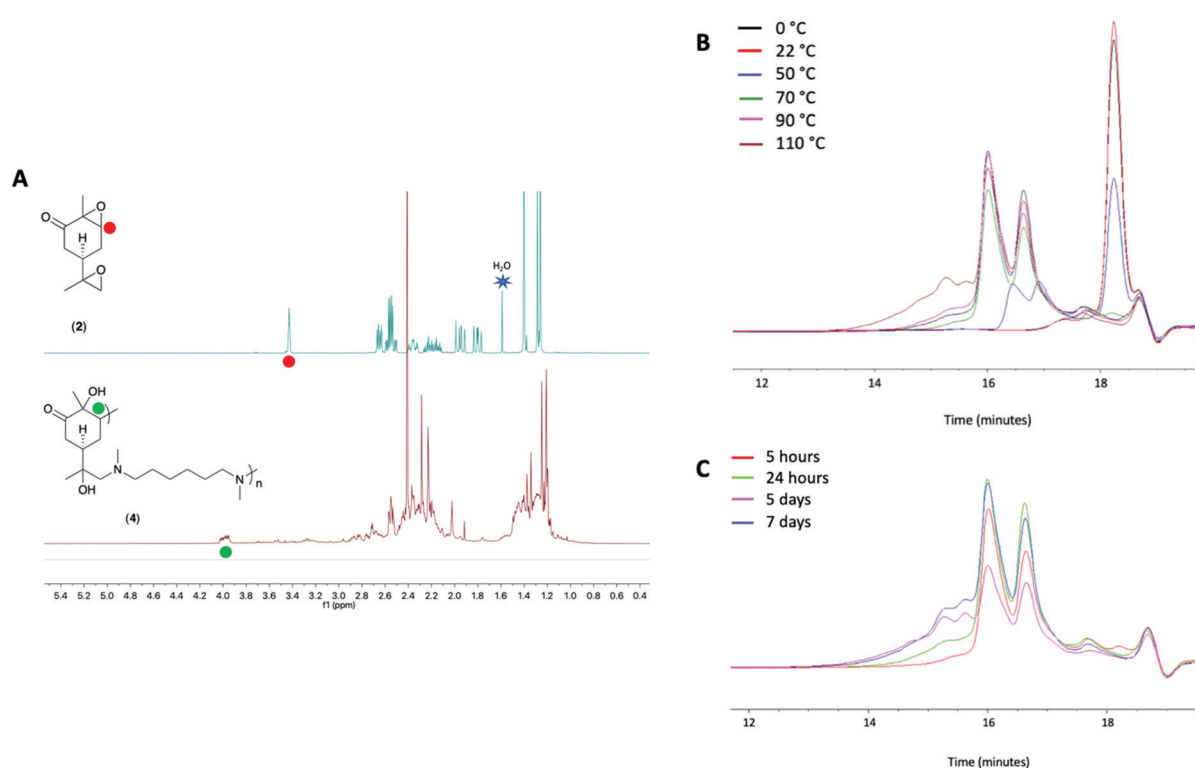 A
O
O
H
O
(2)
H₂O
OH
O
H
N
OH
N
n
(4)
5.4 5.0 4.8 4.6 4.4 4.2 4.0 3.8 3.6 3.4 3.2 3.0 2.8 2.6 2.4 2.2 2.0 1.8 1.6 1.4 1.2 1.0 0.8 0.6 0.4
f1 (ppm)
B
0 °C
22 °C
50 °C
70 °C
90 °C
110 °C
12 14 16 18
Time (minutes)
C
5 hours
24 hours
5 days
7 days
12 14 16 18
Time (minutes)